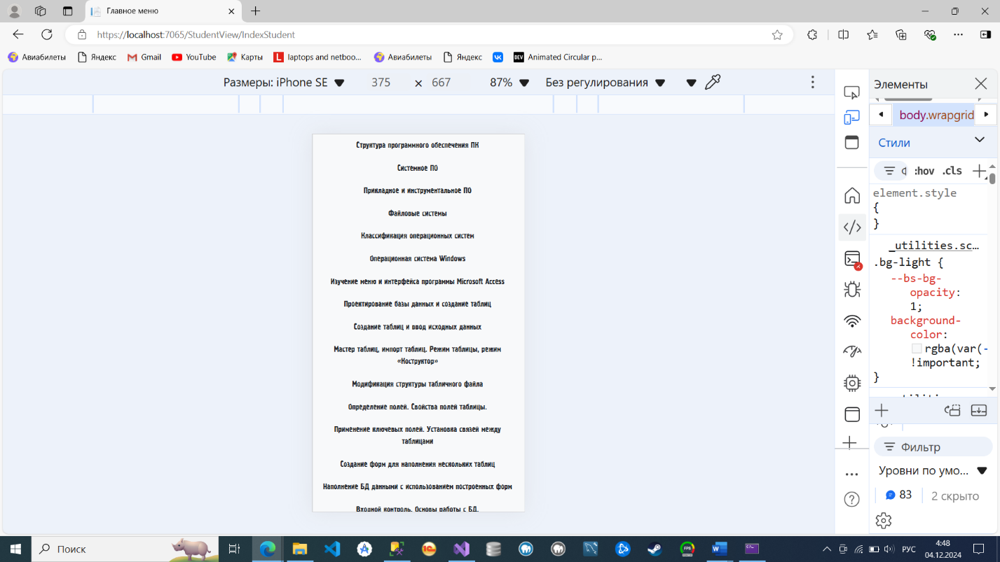 Главное меню
https://localhost:7065/StudentView/IndexStudent
Авиабилеты
Яндекс
Gmail
YouTube
Карты
laptops and netboo...
Авиабилеты
Яндекс
Animated Circular p...
Размеры: iPhone SE
375 × 667
87%
Без регулирования
Элементы
body.wrapgrid
Стили
:hov .cls
element.style
{
}
_utilities.sc…
.bg-light {
--bs-bg-
opacity:
1;
background-
color:
rgba(var(-
!important;
}
Фильтр
Уровни по умо...
83
2 скрыто
Структура программного обеспечения ПК
Системное ПО
Прикладное и инструментальное ПО
Файловые системы
Классификация операционных систем
Операционная система Windows
Изучение меню и интерфейса программы Microsoft Access
Проектирование базы данных и создание таблиц
Создание таблиц и ввод исходных данных
Мастер таблиц, импорт таблиц. Режим таблицы, режим
«Коструктор»
Модификация структуры табличного файла
Определение полей. Свойства полей таблицы.
Применение ключевых полей. Установка связей между
таблицами
Создание форм для наполнения нескольких таблиц
Наполнение БД данными с использованием построенных форм
Входной контроль. Основы работы с БД.
Поиск
РУС
4:48
04.12.2024